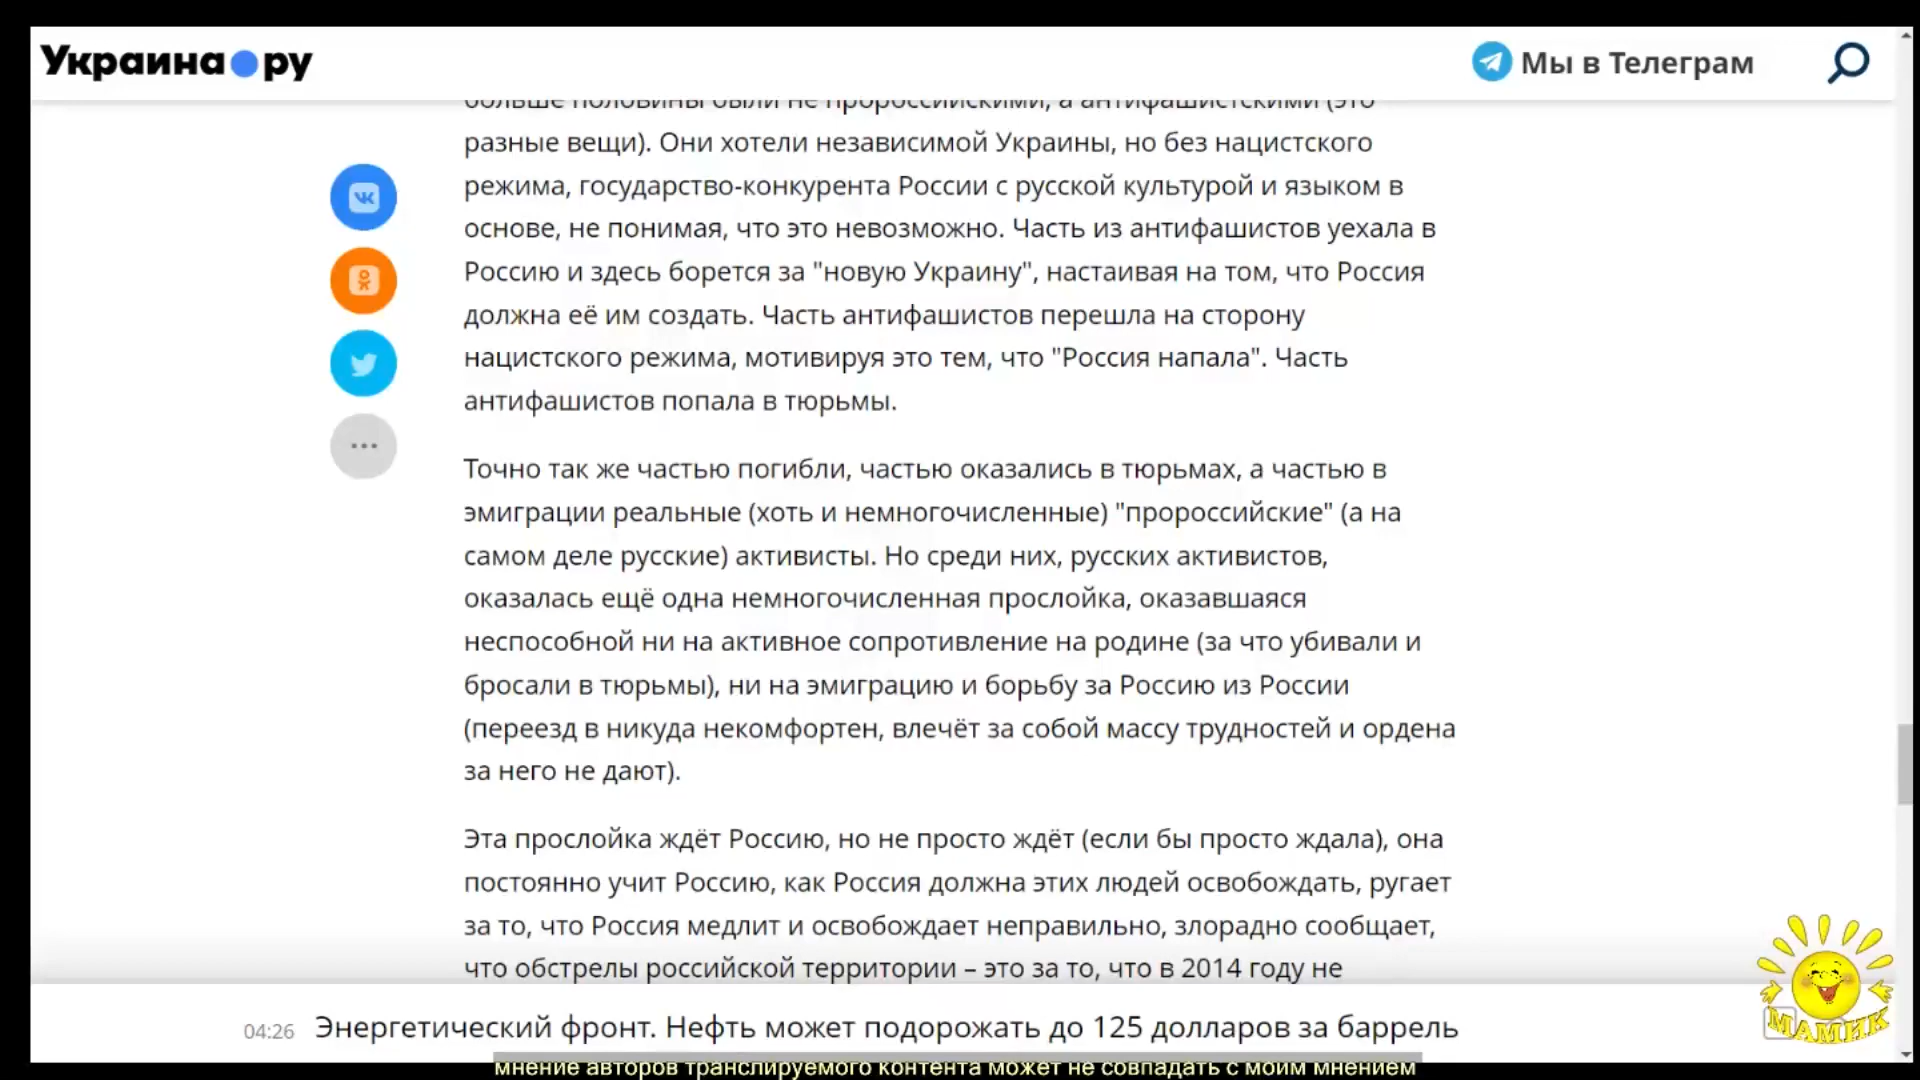 Украина ру
Мы в Телеграм
больше половины были не пророссийскими, а антифашистскими (это
разные вещи). Они хотели независимой Украины, но без нацистского
режима, государство-конкурента России с русской культурой и языком в
основе, не понимая, что это невозможно. Часть из антифашистов уехала в
Россию и здесь борется за "новую Украину", настаивая на том, что Россия
должна её им создать. Часть антифашистов перешла на сторону
нацистского режима, мотивируя это тем, что "Россия напала". Часть
антифашистов попала в тюрьмы.
Точно так же частью погибли, частью оказались в тюрьмах, а частью в
эмиграции реальные (хоть и немногочисленные) "пророссийские" (а на
самом деле русские) активисты. Но среди них, русских активистов,
оказалась ещё одна немногочисленная прослойка, оказавшаяся
неспособной ни на активное сопротивление на родине (за что убивали и
бросали в тюрьмы), ни на эмиграцию и борьбу за Россию из России
(переезд в никуда некомфортен, влечёт за собой массу трудностей и ордена
за него не дают).
Эта прослойка ждёт Россию, но не просто ждёт (если бы просто ждала), она
постоянно учит Россию, как Россия должна этих людей освобождать, ругает
за то, что Россия медлит и освобождает неправильно, злорадно сообщает,
что обстрелы российской территории – это за то, что в 2014 году не
04:26 Энергетический фронт. Нефть может подорожать до 125 долларов за баррель
МАМИК
мнение авторов транслируемого контента может не совпадать с моим мнением